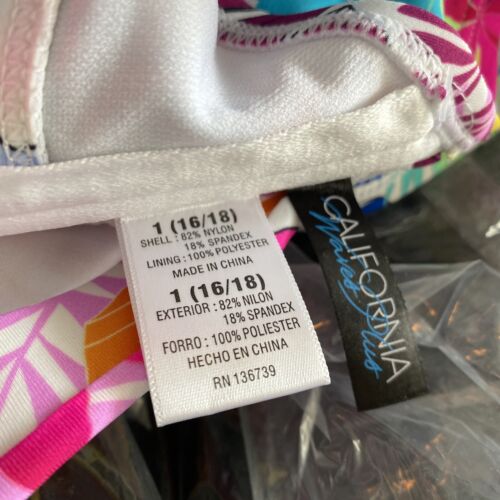 1 (16/18)
SHELL : 82% NYLON
18% SPANDEX
LINING : 100% POLYESTER
MADE IN CHINA
1 (16/18)
EXTERIOR : 82% NILON
18% SPANDEX
FORRO : 100% POLIESTER
HECHO EN CHINA
RN 136739
CALIFORNIA
Waves Plus